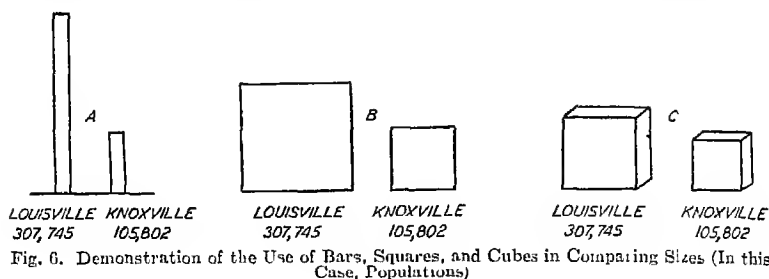 A
B
C
LOUISVILLE KNOXVILLE
307,745 105,802
LOUISVILLE KNOXVILLE
307,745 105,802
LOUISVILLE KNOXVILLE
307,745 105,802
Fig. 6. Demonstration of the Use of Bars, Squares, and Cubes in Comparing Sizes (In this
Case, Populations)